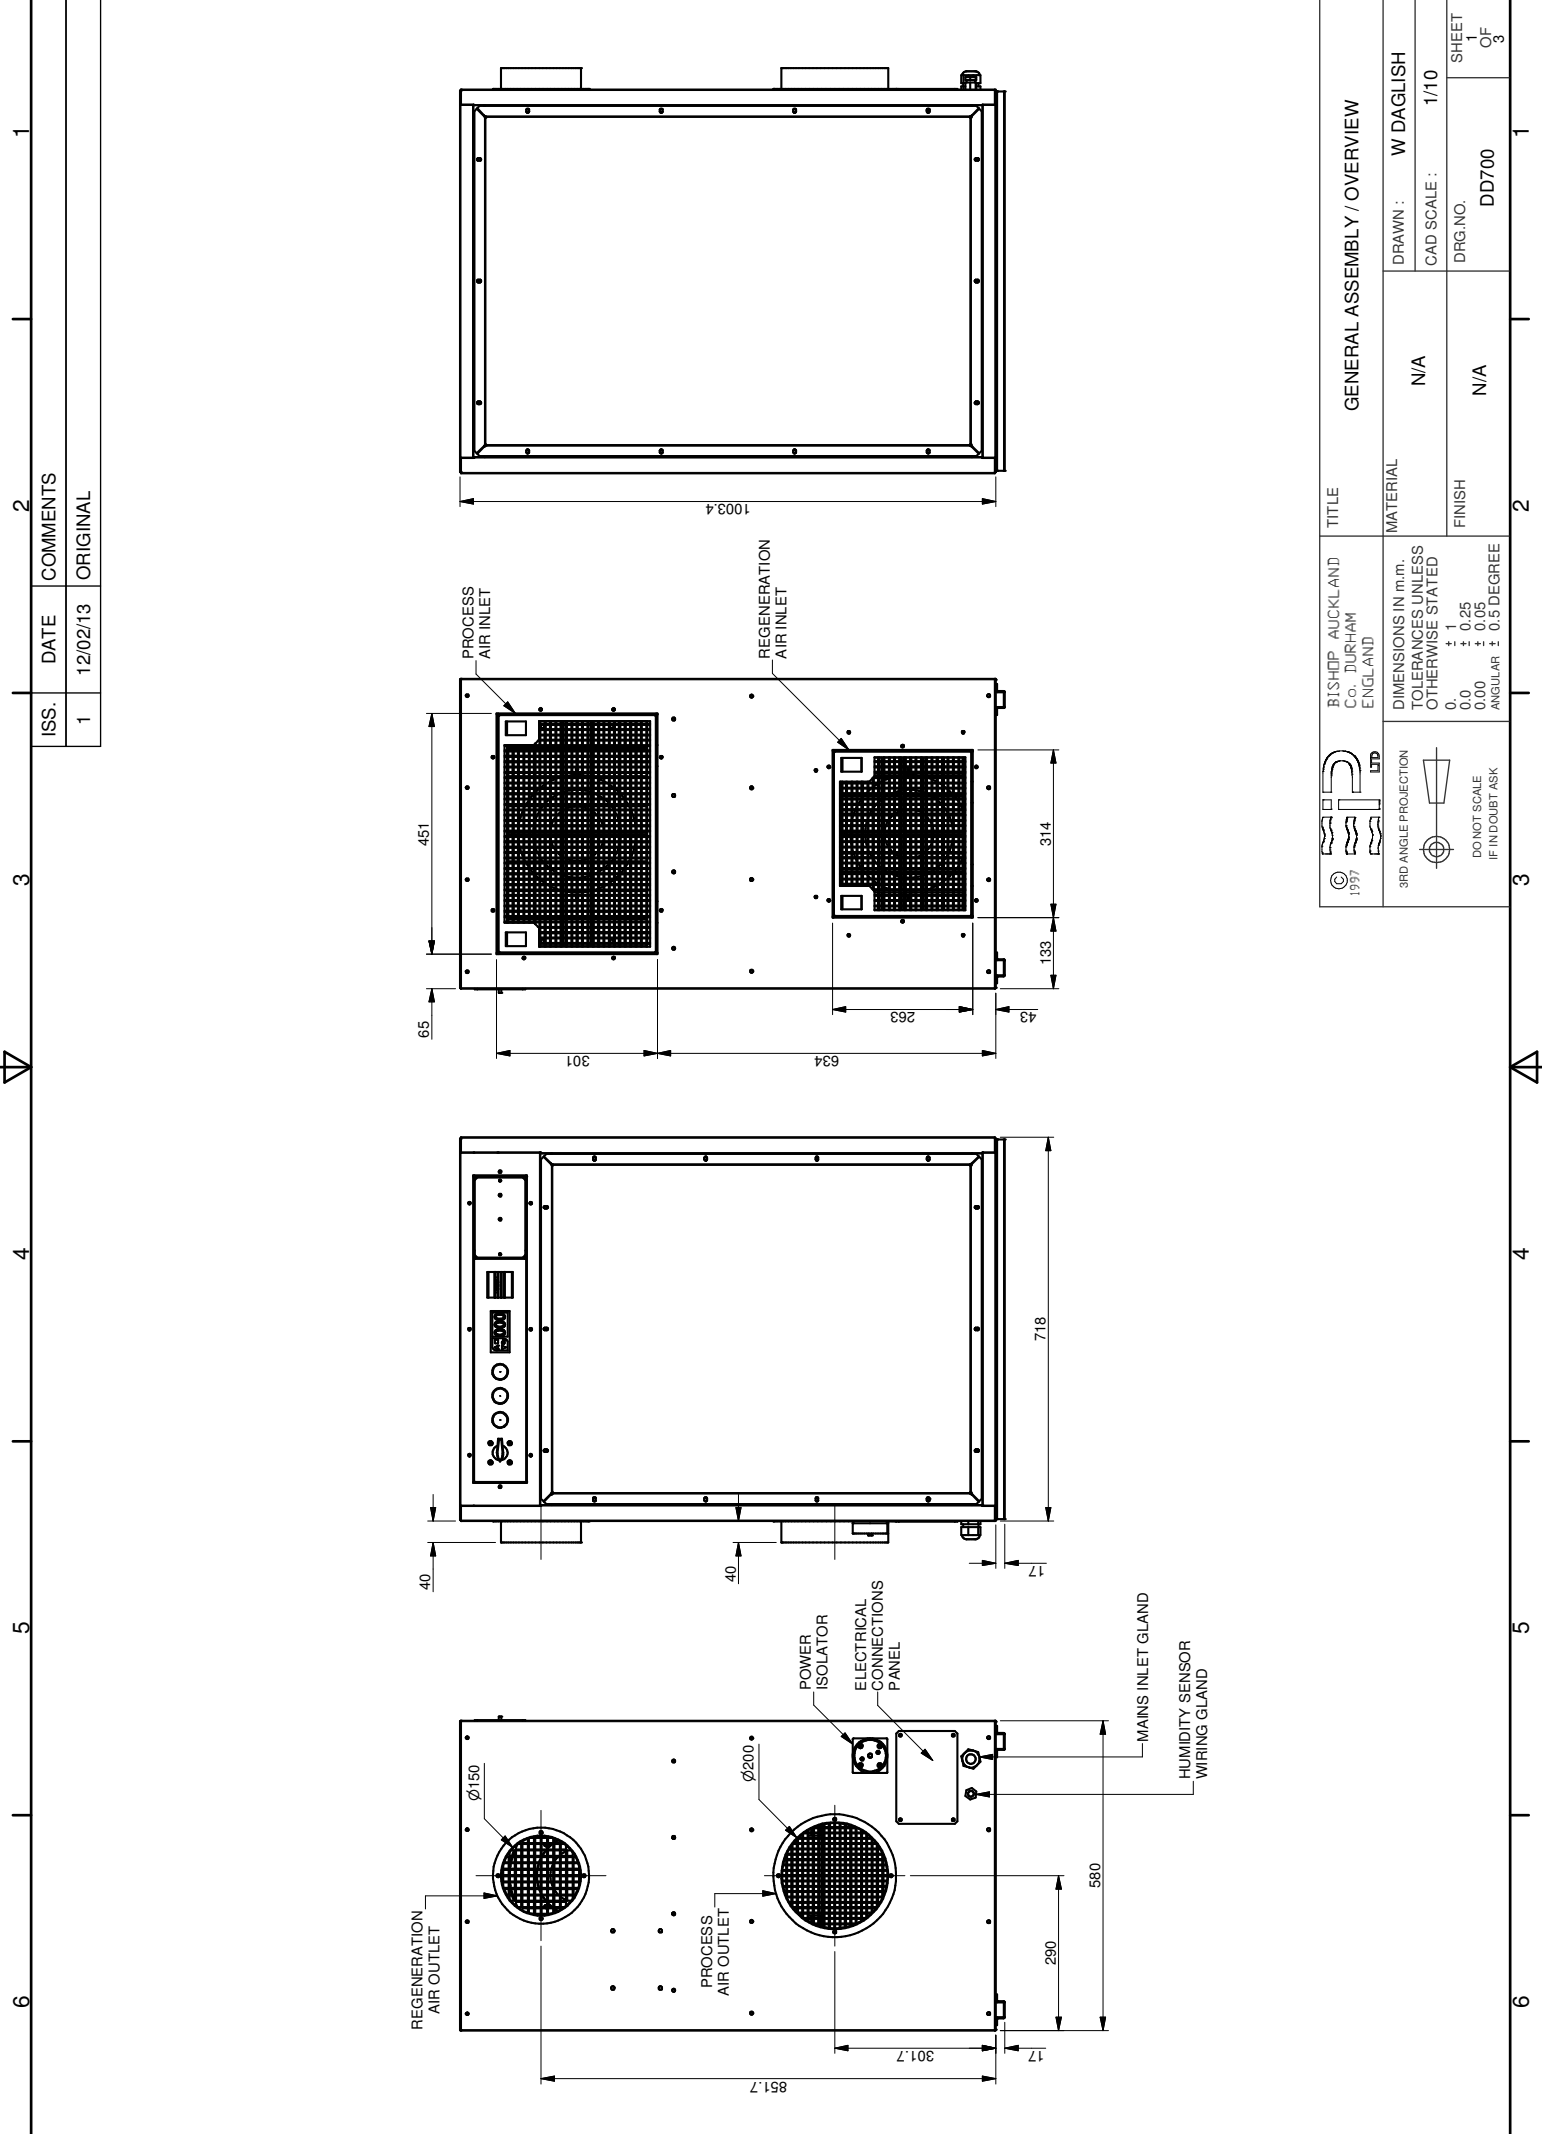 ISS.
DATE
COMMENTS
1
12/02/13
ORIGINAL
6
5
4
3
2
1
REGENERATION
AIR OUTLET
Ø150
PROCESS
AIR OUTLET
Ø200
POWER
ISOLATOR
ELECTRICAL
CONNECTIONS
PANEL
MAINS INLET GLAND
HUMIDITY SENSOR
WIRING GLAND
290
580
851.7
301.7
17
40
40
17
718
65
451
301
634
263
43
133
314
PROCESS
AIR INLET
REGENERATION
AIR INLET
1003.4
©
1997
LTD
BISHOP AUCKLAND
Co. DURHAM
ENGLAND
TITLE
GENERAL ASSEMBLY / OVERVIEW
3RD ANGLE PROJECTION
DO NOT SCALE
IF IN DOUBT ASK
DIMENSIONS IN m.m.
TOLERANCES UNLESS
OTHERWISE STATED
0. ± 1
0.0 ± 0.25
0.00 ± 0.05
ANGULAR ± 0.5 DEGREE
MATERIAL
N/A
FINISH
N/A
DRAWN : W DAGLISH
CAD SCALE : 1/10
DRG.NO.
DD700
SHEET
1
OF
3
6
5
4
3
2
1